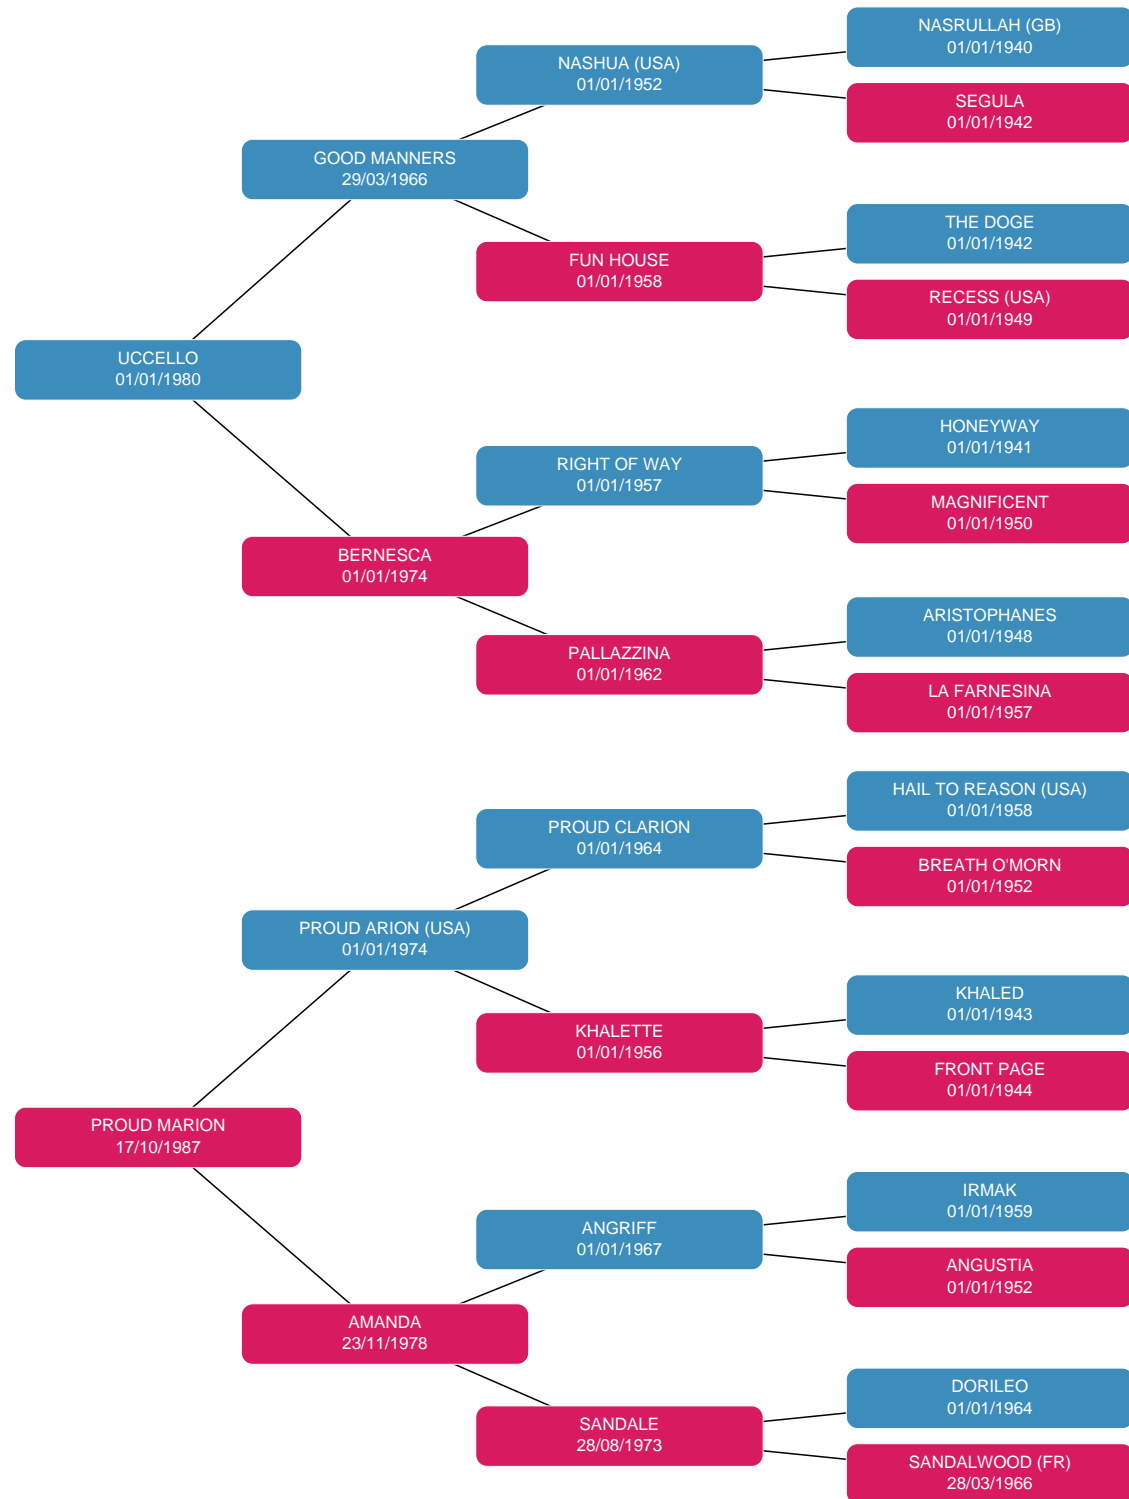 NASRULLAH (GB)
01/01/1940
NASHUA (USA)
01/01/1952
SEGULA
01/01/1942
GOOD MANNERS
29/03/1966
THE DOGE
01/01/1942
FUN HOUSE
01/01/1958
RECESS (USA)
01/01/1949
UCCELLO
01/01/1980
HONEYWAY
01/01/1941
RIGHT OF WAY
01/01/1957
MAGNIFICENT
01/01/1950
BERNESCA
01/01/1974
ARISTOPHANES
01/01/1948
PALLAZZINA
01/01/1962
LA FARNESINA
01/01/1957
HAIL TO REASON (USA)
01/01/1958
PROUD CLARION
01/01/1964
BREATH O'MORN
01/01/1952
PROUD ARION (USA)
01/01/1974
KHALED
01/01/1943
KHALETTE
01/01/1956
FRONT PAGE
01/01/1944
PROUD MARION
17/10/1987
IRMAK
01/01/1959
ANGRIFF
01/01/1967
ANGUSTIA
01/01/1952
AMANDA
23/11/1978
DORILEO
01/01/1964
SANDALE
28/08/1973
SANDALWOOD (FR)
28/03/1966